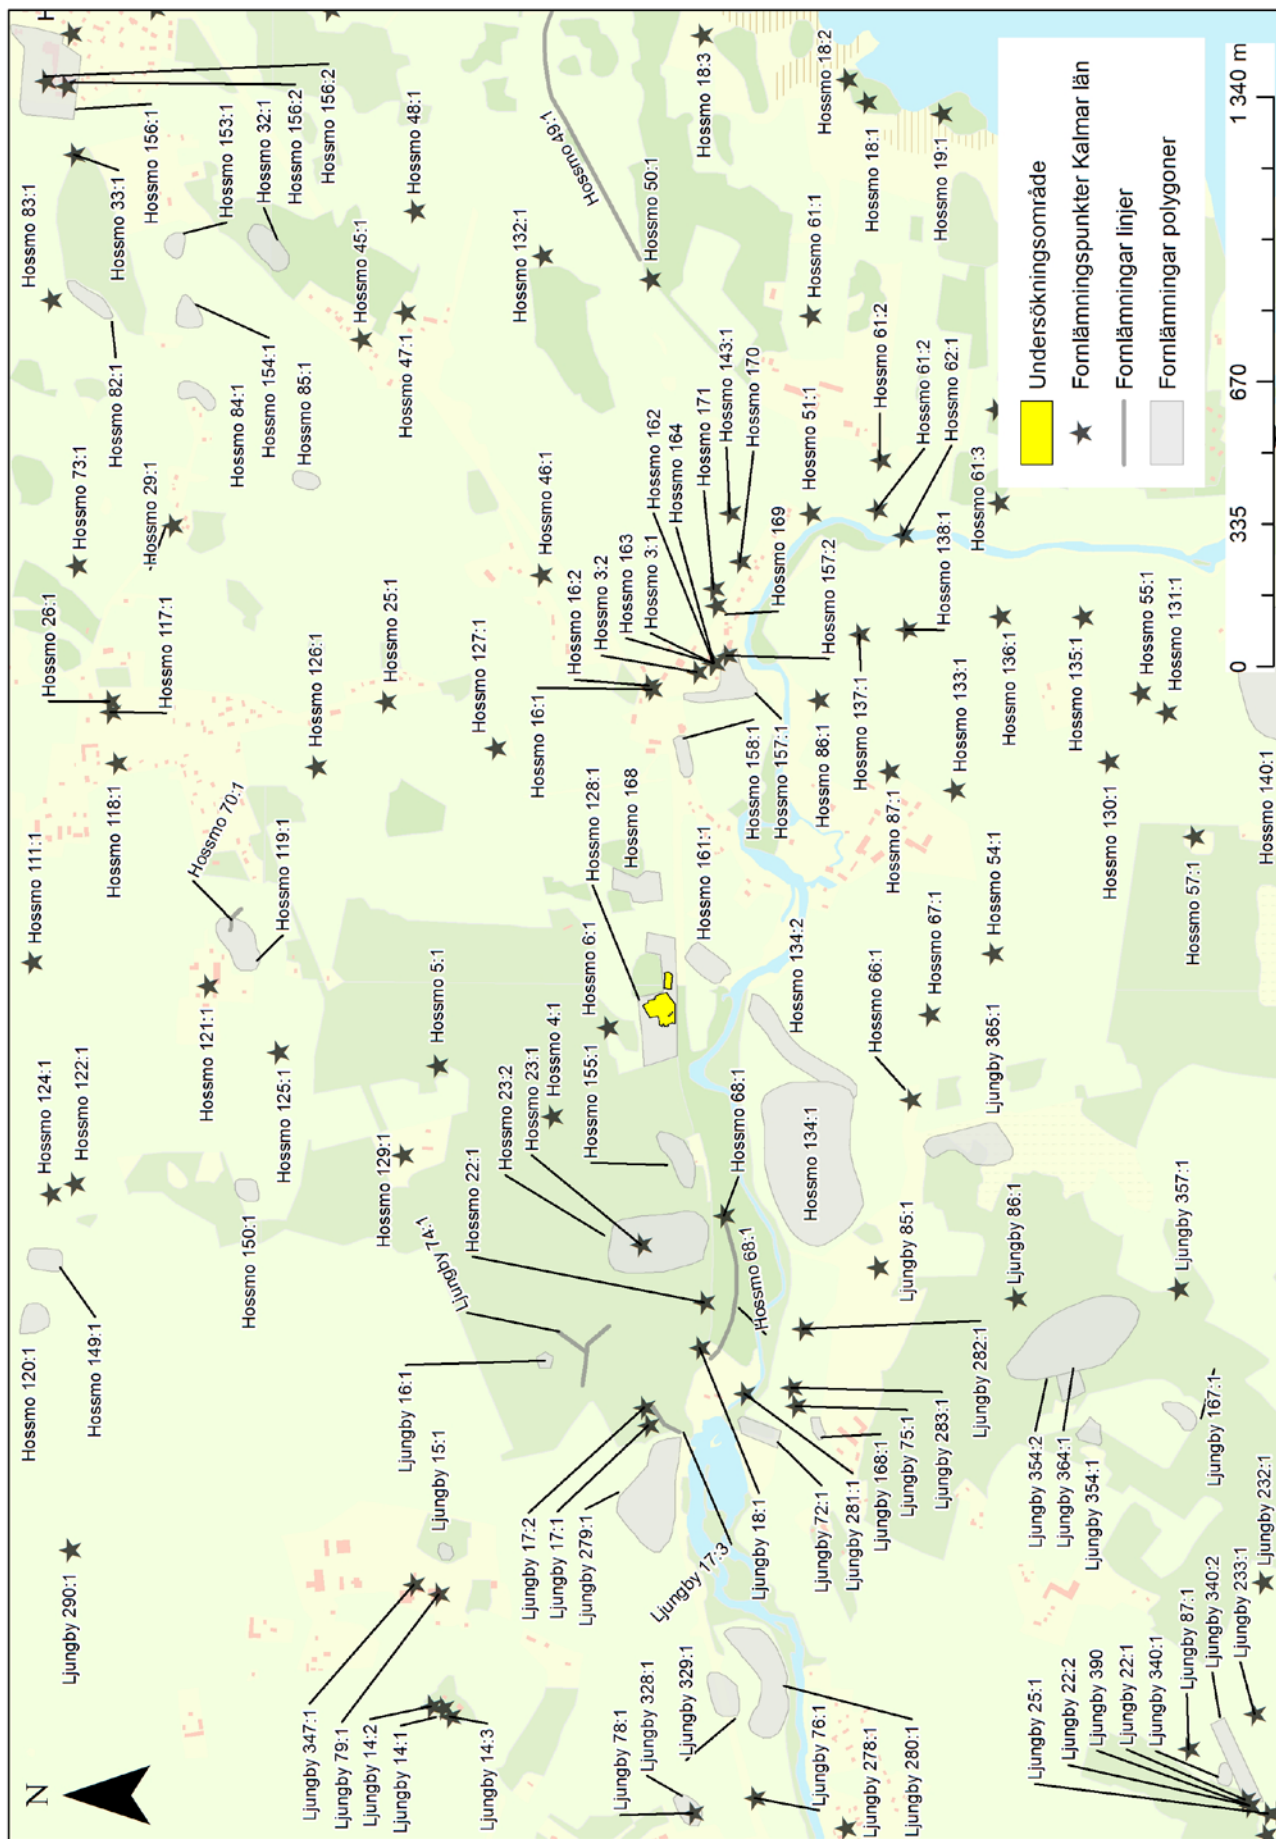 N
Ljungby 290:1
Hossmo 120:1
Hossmo 149:1
Hossmo 124:1
Hossmo 122:1
Hossmo 111:1
Hossmo 118:1
Hossmo 26:1
Hossmo 117:1
Hossmo 73:1
Hossmo 29:1
Hossmo 83:1
Hossmo 82:1
Hossmo 33:1
Hossmo 156:1
Hossmo 153:1
Hossmo 32:1
Hossmo 156:2
Hossmo 156:2
Hossmo 84:1
Hossmo 154:1
Hossmo 85:1
Hossmo 121:1
Hossmo 70:1
Hossmo 119:1
Hossmo 150:1
Hossmo 125:1
Hossmo 126:1
Hossmo 25:1
Hossmo 45:1
Hossmo 47:1
Hossmo 48:1
Ljungby 347:1
Ljungby 79:1
Ljungby 14:2
Ljungby 14:1
Ljungby 14:3
Ljungby 16:1
Ljungby 15:1
Hossmo 129:1
Ljungby 74:1
Hossmo 22:1
Hossmo 5:1
Hossmo 23:2
Hossmo 23:1
Hossmo 4:1
Hossmo 155:1
Hossmo 6:1
Hossmo 128:1
Hossmo 168
Hossmo 127:1
Hossmo 46:1
Hossmo 132:1
Hossmo 49:1
Hossmo 16:1
Hossmo 16:2
Hossmo 3:2
Hossmo 163
Hossmo 3:1
Hossmo 162
Hossmo 164
Hossmo 171
Hossmo 143:1
Hossmo 170
Hossmo 50:1
Hossmo 18:3
Ljungby 17:2
Ljungby 17:1
Ljungby 279:1
Ljungby 17:3
Ljungby 78:1
Ljungby 328:1
Ljungby 329:1
Hossmo 161:1
Hossmo 68:1
Hossmo 68:1
Hossmo 158:1
Hossmo 157:1
Hossmo 169
Hossmo 157:2
Hossmo 51:1
Hossmo 61:1
Hossmo 18:2
Hossmo 18:1
Hossmo 19:1
Ljungby 18:1
Ljungby 72:1
Ljungby 281:1
Ljungby 168:1
Ljungby 75:1
Ljungby 283:1
Ljungby 282:1
Ljungby 85:1
Hossmo 134:1
Hossmo 134:2
Hossmo 86:1
Hossmo 137:1
Hossmo 61:2
Hossmo 61:2
Hossmo 62:1
Ljungby 76:1
Ljungby 278:1
Ljungby 280:1
Hossmo 66:1
Hossmo 67:1
Hossmo 87:1
Hossmo 133:1
Hossmo 138:1
Hossmo 61:3
Hossmo 54:1
Hossmo 136:1
Ljungby 365:1
Ljungby 86:1
Ljungby 354:2
Ljungby 364:1
Ljungby 354:1
Hossmo 135:1
Hossmo 130:1
Hossmo 55:1
Hossmo 131:1
Hossmo 57:1
Hossmo 140:1
Ljungby 357:1
Ljungby 167:1
Ljungby 25:1
Ljungby 22:2
Ljungby 390
Ljungby 22:1
Ljungby 340:1
Ljungby 87:1
Ljungby 340:2
Ljungby 233:1
Ljungby 232:1
Undersökningsområde
Fornlämningspunkter Kalmar län
Fornlämningar linjer
Fornlämningar polygoner
0 335 670 1 340 m